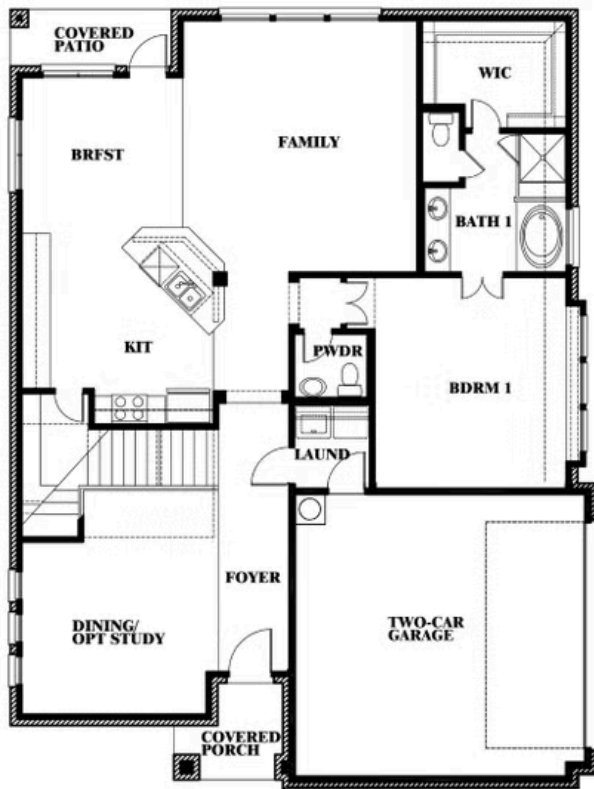 COVERED
PATIO
WIC
BRFST
FAMILY
BATH 1
KIT
PWDR
BDRM 1
LAUND
FOYER
DINING/
OPT STUDY
TWO-CAR
GARAGE
COVERED
PORCH